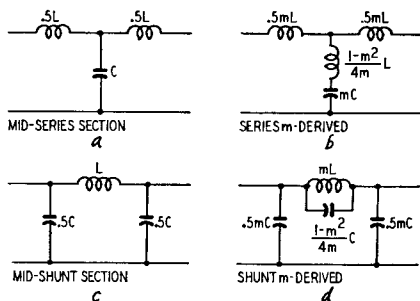 .5L .5L
C
MID-SERIES SECTION
a
.5mL .5mL
1-m²
4m L
mC
SERIES m-DERIVED
b
L
.5C .5C
MID-SHUNT SECTION
c
mL
.5mC .5mC
1-m²
4m C
SHUNT m-DERIVED
d